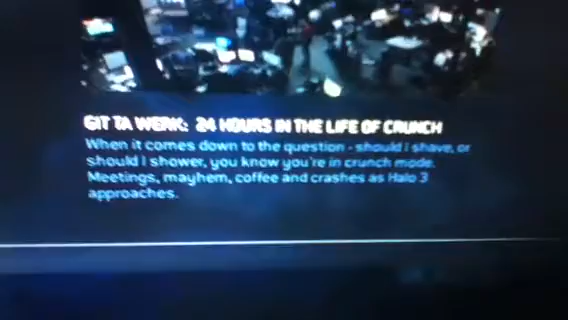 GIT TA WERK: 24 HOURS IN THE LIFE OF CRUNCH
When it comes down to the question - should I shave, or
should I shower, you know you're in crunch mode.
Meetings, mayhem, coffee and crashes as Halo 3
approaches.